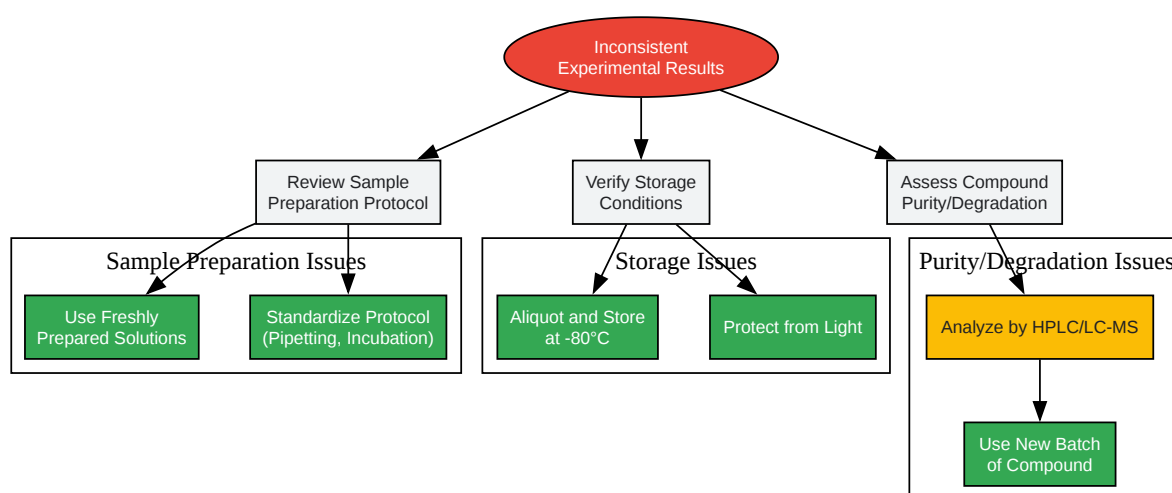 Inconsistent
Experimental Results
Review Sample
Preparation Protocol
Verify Storage
Conditions
Assess Compound
Purity/Degradation
Sample Preparation Issues
Storage Issues
Purity/Degradation Issues
Use Freshly
Prepared Solutions
Standardize Protocol
(Pipetting, Incubation)
Aliquot and Store
at -80°C
Protect from Light
Analyze by HPLC/LC-MS
Use New Batch
of Compound